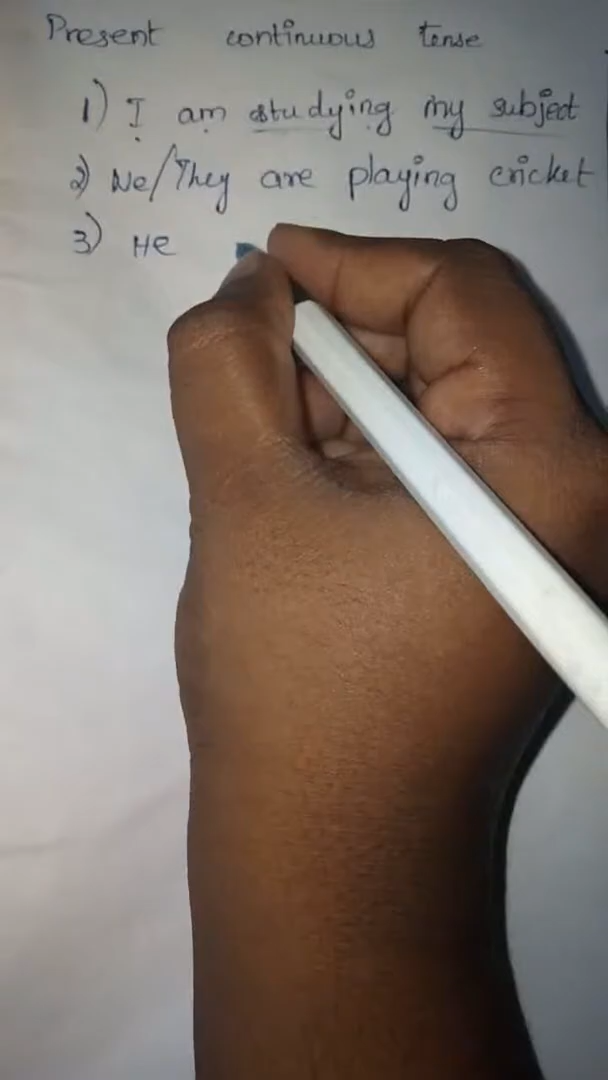 Present continuous tense
1) I am studying my subject
2) We/They are playing cricket
3) He